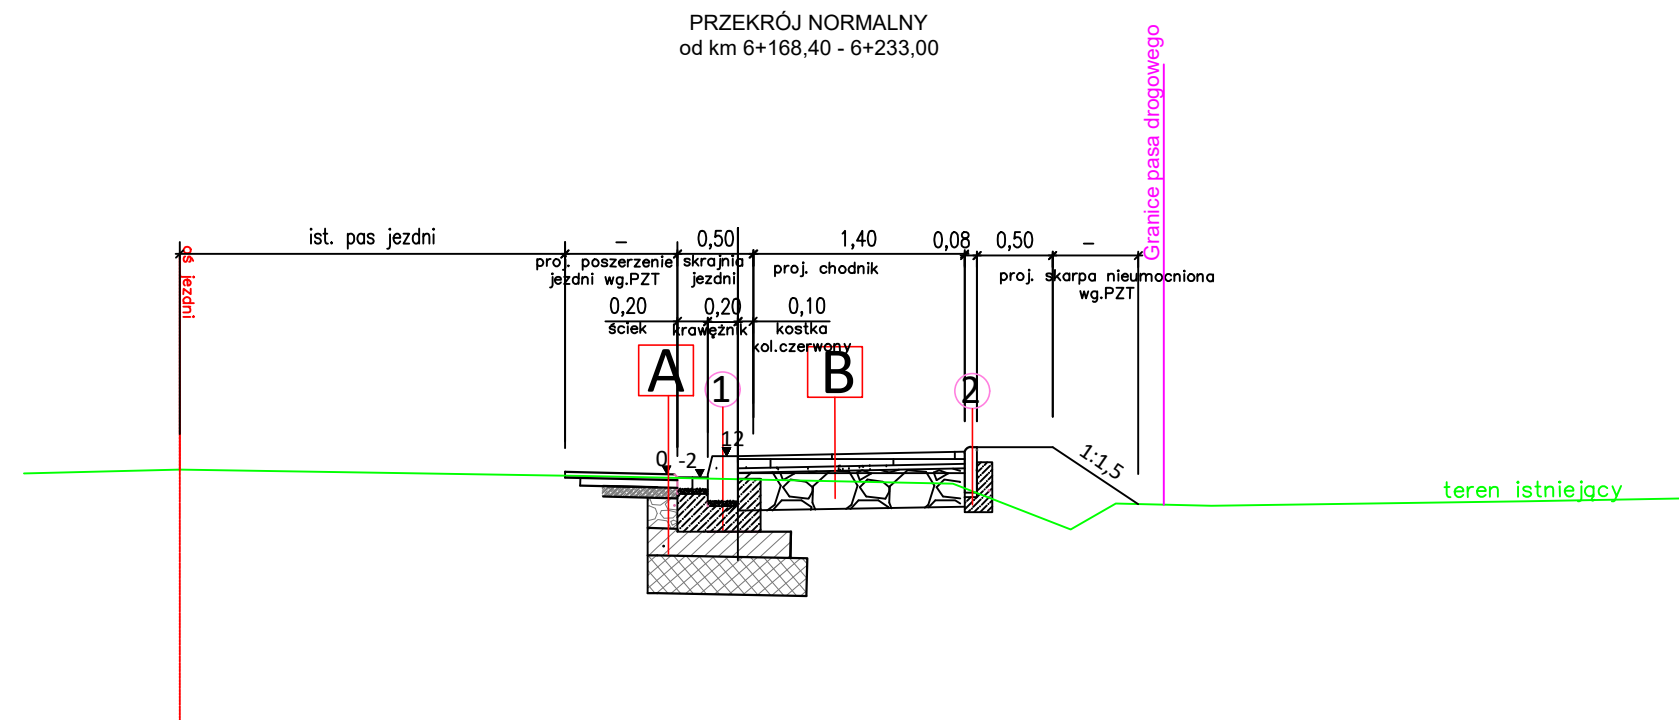 PRZEKRÓJ NORMALNY
od km 6+168,40 - 6+233,00
Granice pasa drogowego
oś jezdni
ist. pas jezdni
–
0,50
1,40
0,08
0,50
–
proj. poszerzenie
jezdni wg.PZT
skrajnia
jezdni
proj. chodnik
proj. skarpa nieumocniona
wg.PZT
0,20
ściek
0,20
krawężnik
0,10
kostka
kol.czerwony
A
1
B
2
0
-2
12
1:1,5
teren istniejący